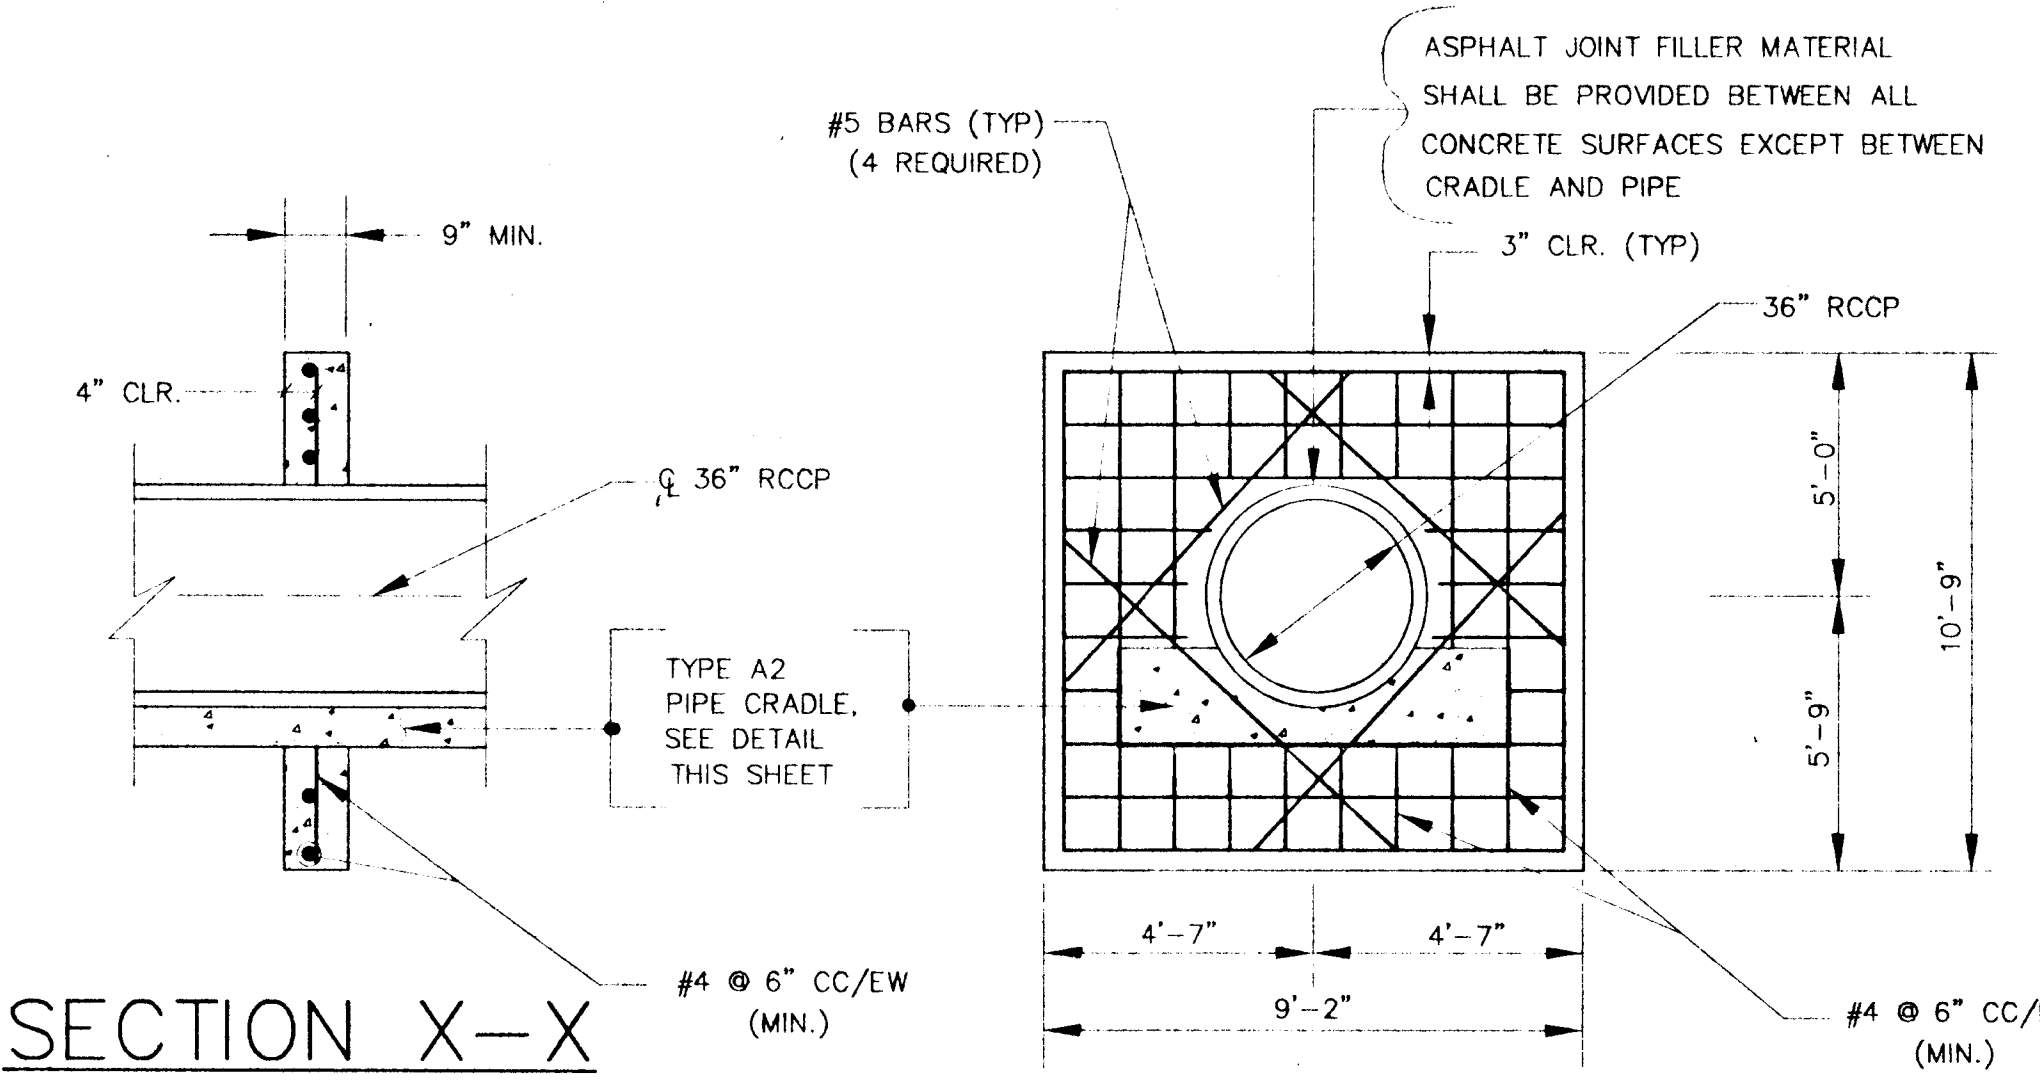 ASPHALT JOINT FILLER MATERIAL
SHALL BE PROVIDED BETWEEN ALL
CONCRETE SURFACES EXCEPT BETWEEN
CRADLE AND PIPE
#5 BARS (TYP)
(4 REQUIRED)
9" MIN.
3" CLR. (TYP)
36" RCCP
4" CLR.
℄ 36" RCCP
5'-0"
10'-9"
5'-9"
TYPE A2
PIPE CRADLE,
SEE DETAIL
THIS SHEET
4'-7"
4'-7"
9'-2"
#4 @ 6" CC/EW
(MIN.)
#4 @ 6" CC/
(MIN.)
SECTION X-X